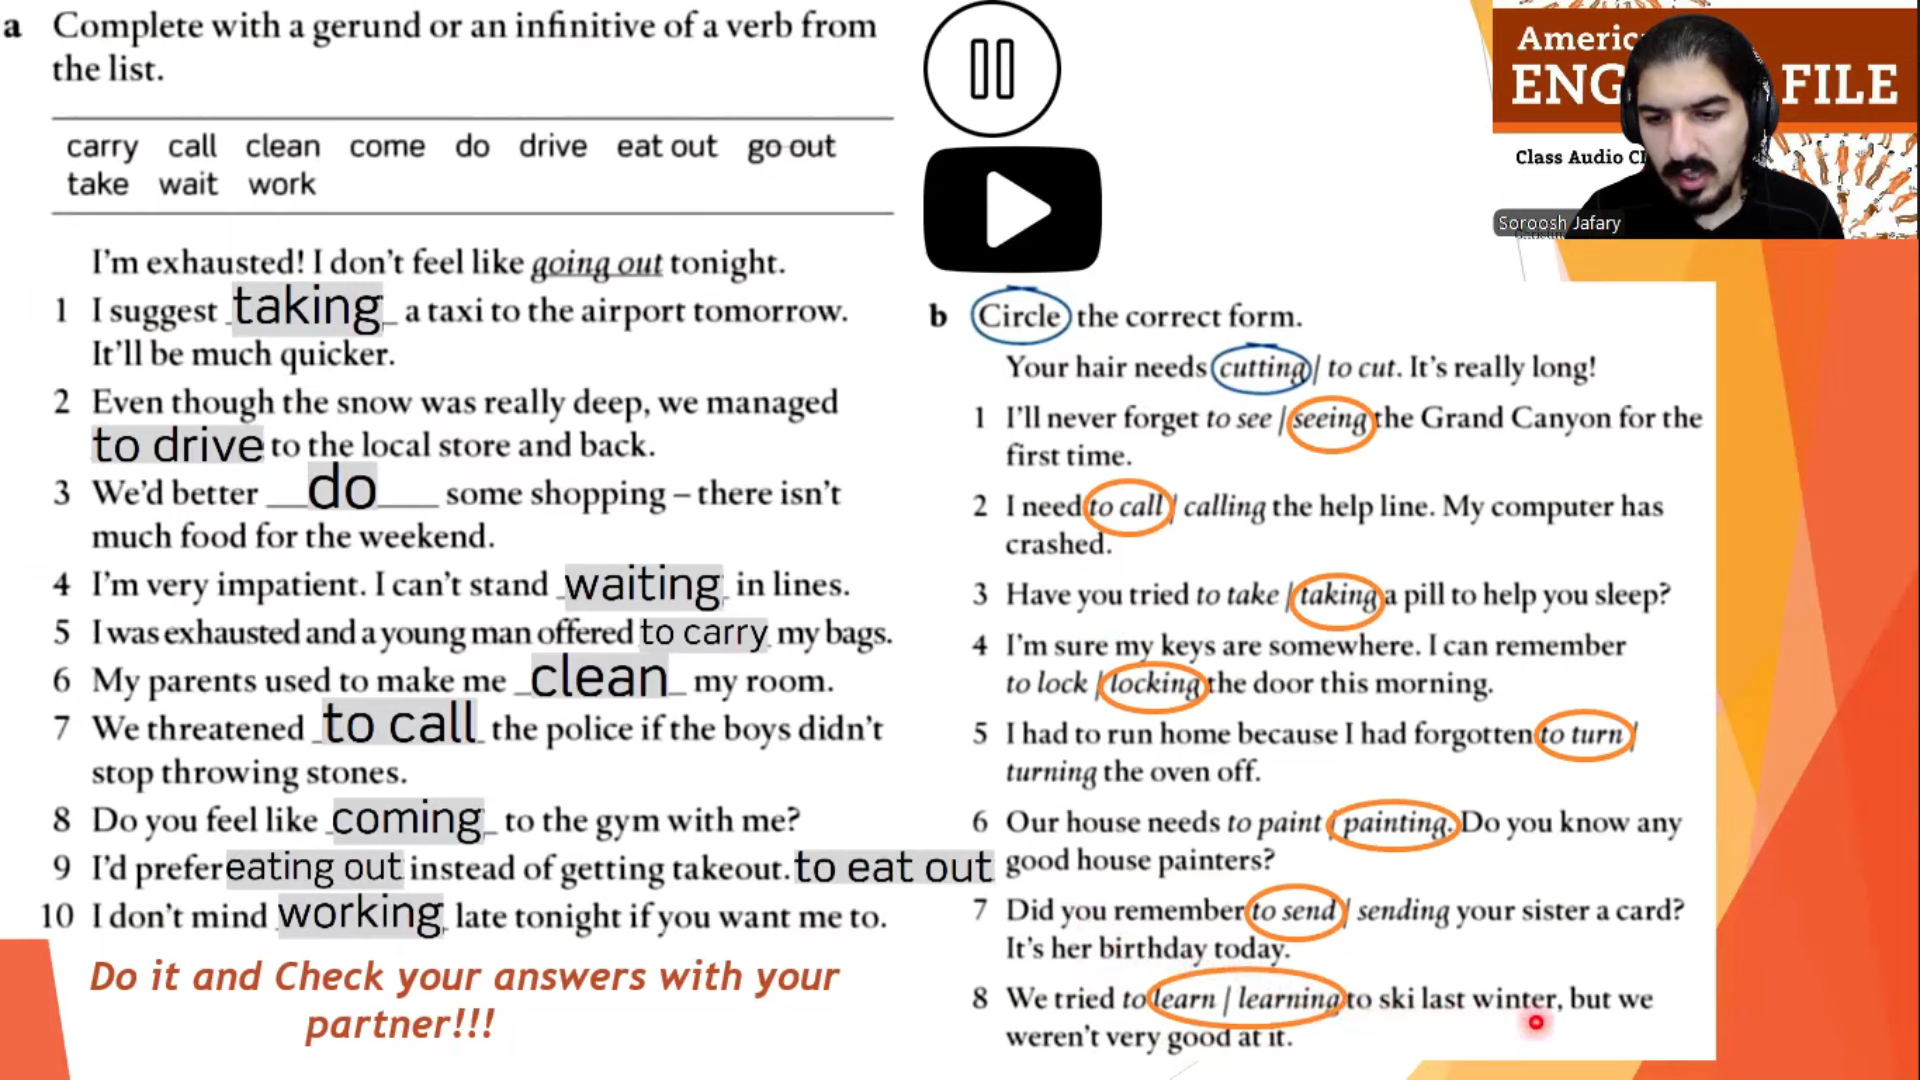 a Complete with a gerund or an infinitive of a verb from
the list.
carry call clean come do drive eat out go out
take wait work
I'm exhausted! I don't feel like going out tonight.
1 I suggest taking a taxi to the airport tomorrow.
It'll be much quicker.
2 Even though the snow was really deep, we managed
to drive to the local store and back.
3 We'd better do some shopping – there isn't
much food for the weekend.
4 I'm very impatient. I can't stand waiting in lines.
5 I was exhausted and a young man offered to carry my bags.
6 My parents used to make me clean my room.
7 We threatened to call the police if the boys didn't
stop throwing stones.
8 Do you feel like coming to the gym with me?
9 I'd prefer eating out instead of getting takeout. to eat out
10 I don't mind working late tonight if you want me to.
Do it and Check your answers with your
partner!!!
b Circle the correct form.
Your hair needs cutting / to cut. It's really long!
1 I'll never forget to see / seeing the Grand Canyon for the
first time.
2 I need to call / calling the help line. My computer has
crashed.
3 Have you tried to take / taking a pill to help you sleep?
4 I'm sure my keys are somewhere. I can remember
to lock / locking the door this morning.
5 I had to run home because I had forgotten to turn /
turning the oven off.
6 Our house needs to paint / painting. Do you know any
good house painters?
7 Did you remember to send / sending your sister a card?
It's her birthday today.
8 We tried to learn / learning to ski last winter, but we
weren't very good at it.
Americ
ENG FILE
Class Audio C
Soroosh Jafary